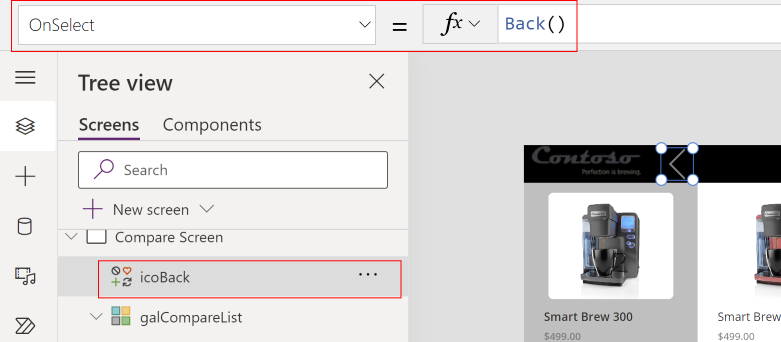 OnSelect = fx Back()
Tree view
Screens Components
Search
New screen
Compare Screen
icoBack
galCompareList
Contoso
Perfection is brewing.
Smart Brew 300
$499.00
Smart Brew
$499.00